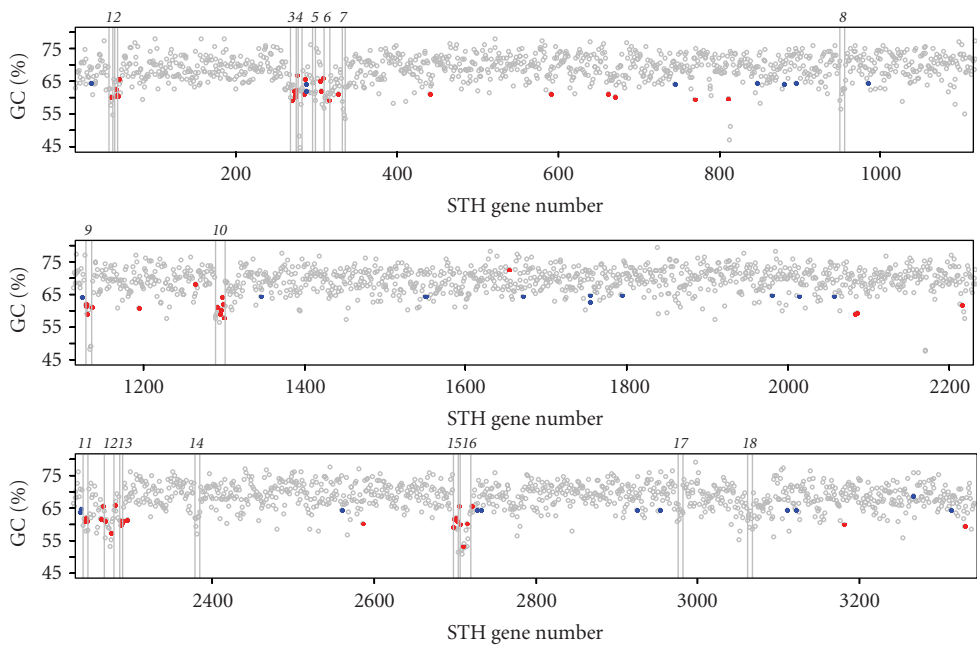 12 34 5 6 7 8
GC (%)
75
65
55
45
200 400 600 800 1000
STH gene number
9 10
GC (%)
75
65
55
45
1200 1400 1600 1800 2000 2200
STH gene number
11 1213 14 1516 17 18
GC (%)
75
65
55
45
2400 2600 2800 3000 3200
STH gene number